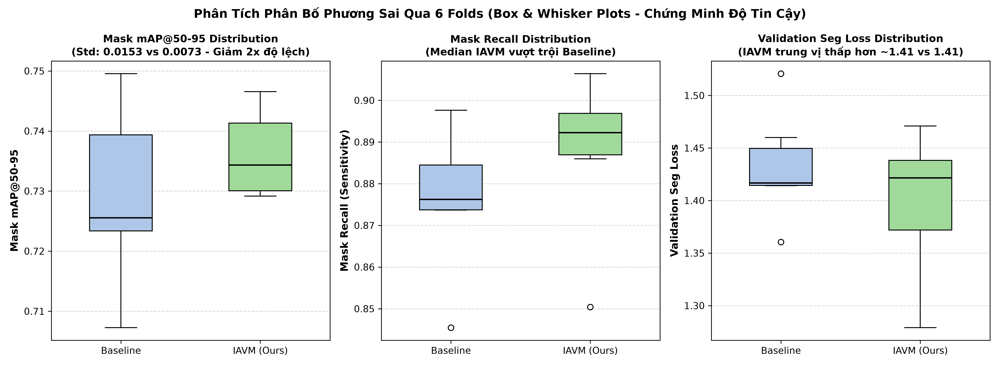 Phân Tích Phân Bố Phương Sai Qua 6 Folds (Box & Whisker Plots - Chứng Minh Độ Tin Cậy)
Mask mAP@50-95 Distribution
(Std: 0.0153 vs 0.0073 - Giảm 2x độ lệch)
Mask mAP@50-95
0.75
0.74
0.73
0.72
0.71
Baseline
IAVM (Ours)
Mask Recall Distribution
(Median IAVM vượt trội Baseline)
Mask Recall (Sensitivity)
0.90
0.89
0.88
0.87
0.86
0.85
Baseline
IAVM (Ours)
Validation Seg Loss Distribution
(IAVM trung vị thấp hơn ~1.41 vs 1.41)
Validation Seg Loss
1.50
1.45
1.40
1.35
1.30
Baseline
IAVM (Ours)